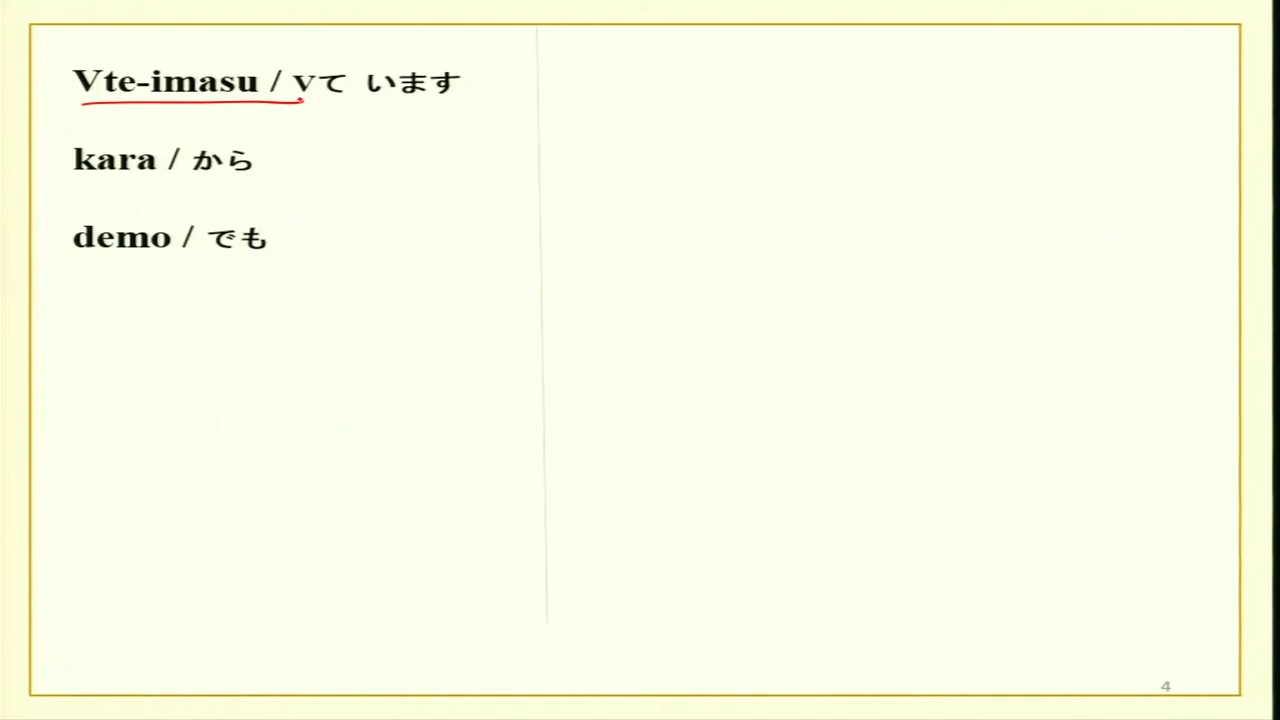 Vte-imasu / vて います
kara / から
demo / でも
4